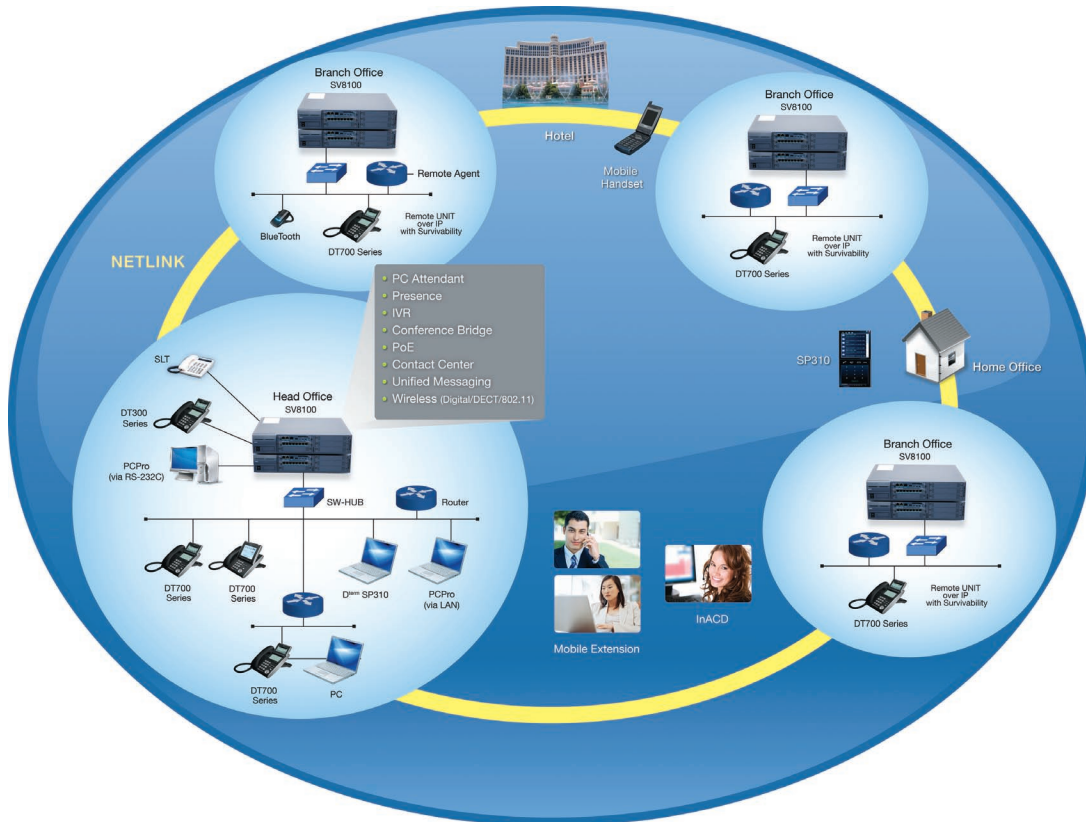 Branch Office
SV8100
Remote Agent
BlueTooth
DT700 Series
Remote UNIT
over IP
with Survivability
Hotel
Mobile
Handset
Branch Office
SV8100
DT700 Series
Remote UNIT
over IP
with Survivability
NETLINK
PC Attendant
Presence
IVR
Conference Bridge
PoE
Contact Center
Unified Messaging
Wireless (Digital/DECT/802.11)
SP310
Home Office
SLT
DT300
Series
PCPro
(via RS-232C)
Head Office
SV8100
SW-HUB
Router
DT700
Series
DT700
Series
Dterm SP310
PCPro
(via LAN)
DT700
Series
PC
Mobile Extension
InACD
Branch Office
SV8100
DT700 Series
Remote UNIT
over IP
with Survivability